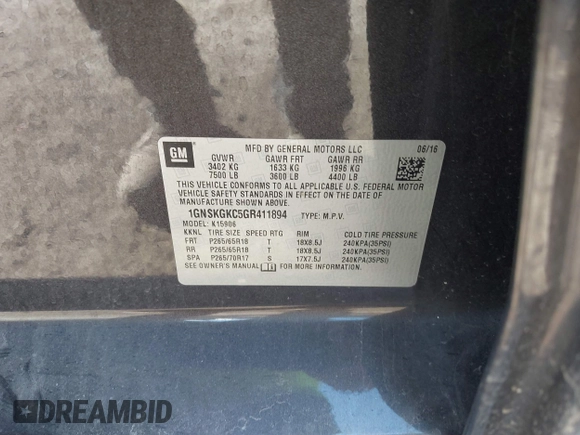 GM
MFD BY GENERAL MOTORS LLC 06/16
GVWR GAWR FRT GAWR RR
3402 KG 1633 KG 1996 KG
7500 LB 3600 LB 4400 LB
THIS VEHICLE CONFORMS TO ALL APPLICABLE U.S. FEDERAL MOTOR
VEHICLE SAFETY STANDARDS IN EFFECT ON THE DATE OF
MANUFACTURE SHOWN ABOVE.
1GNSKGKC5GR411894 TYPE: M.P.V.
MODEL: K15906
KKNL TIRE SIZE SPEED RTG RIM COLD TIRE PRESSURE
FRT P265/65R18 T 18X8.5J 240KPA(35PSI)
RR P265/65R18 T 18X8.5J 240KPA(35PSI)
SPA P265/70R17 S 17X7.5J 240KPA(35PSI)
SEE OWNER'S MANUAL FOR MORE INFORMATION.
DREAMBID